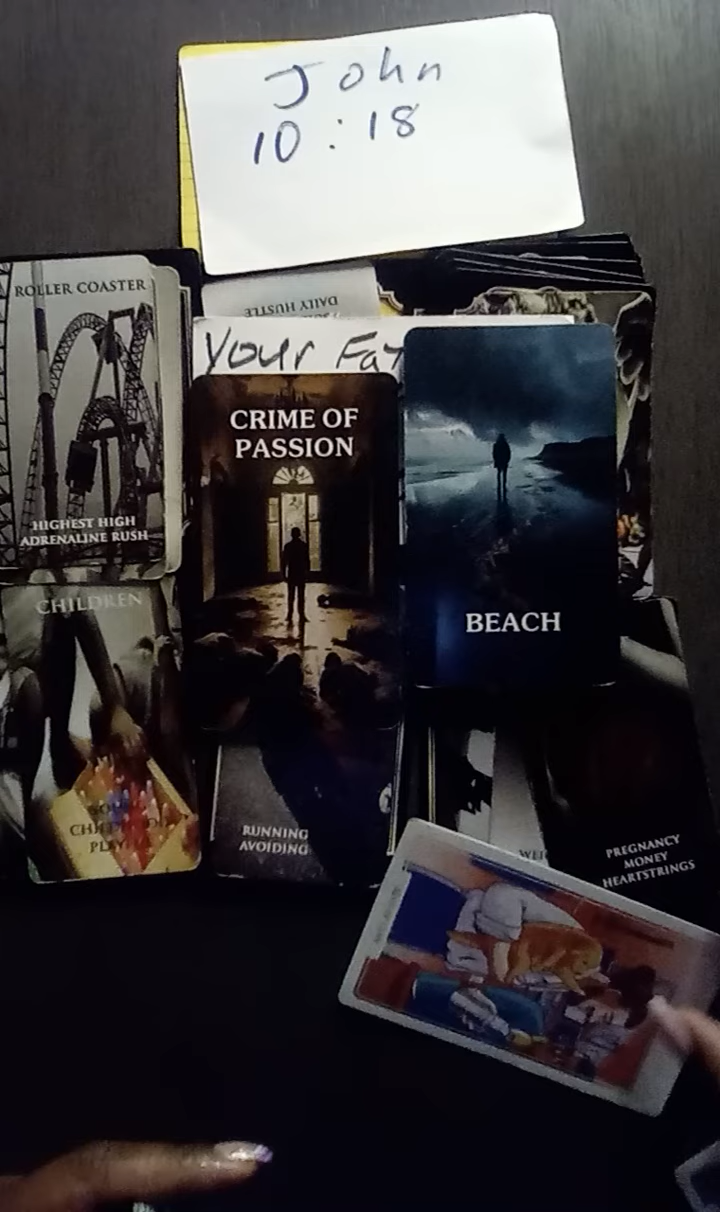 John
10:18
DAILY HUSTLE
Your
ROLLER COASTER
HIGHEST HIGH
ADRENALINE RUSH
CRIME OF
PASSION
BEACH
CHILDREN
RUNNING
AVOIDING
PREGNANCY
MONEY
HEARTSTRINGS